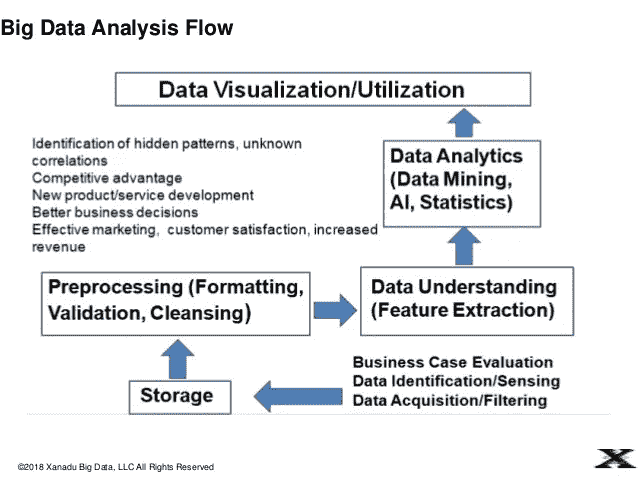 Big Data Analysis Flow
Data Visualization/Utilization
Identification of hidden patterns, unknown
correlations
Competitive advantage
New product/service development
Better business decisions
Effective marketing, customer satisfaction, increased
revenue
Data Analytics
(Data Mining,
AI, Statistics)
Preprocessing (Formatting,
Validation, Cleansing)
Data Understanding
(Feature Extraction)
Storage
Business Case Evaluation
Data Identification/Sensing
Data Acquisition/Filtering
©2018 Xanadu Big Data, LLC All Rights Reserved
X